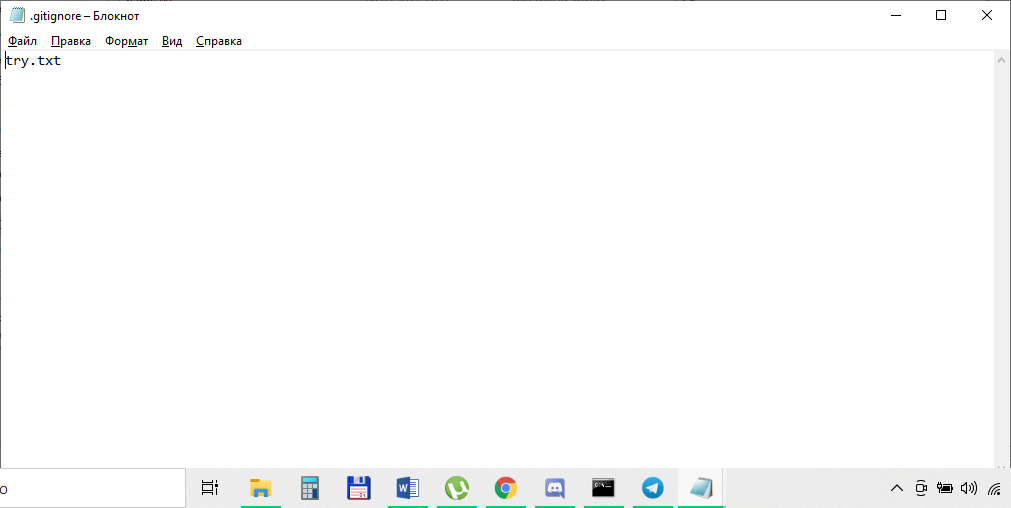 .gitignore – Блокнот
Файл Правка Формат Вид Справка
try.txt